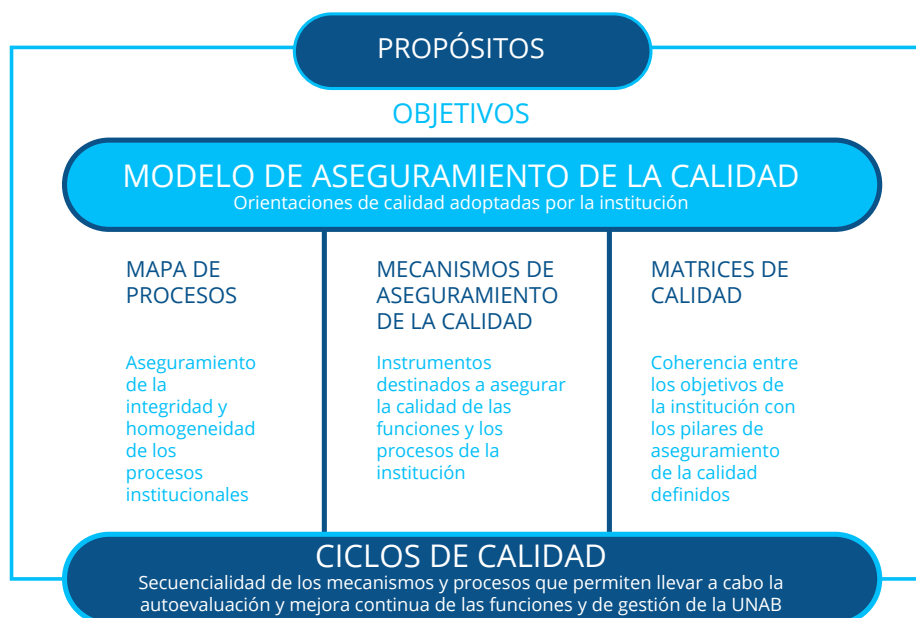 PROPÓSITOS
OBJETIVOS
MODELO DE ASEGURAMIENTO DE LA CALIDAD
Orientaciones de calidad adoptadas por la institución
MAPA DE
PROCESOS
Aseguramiento
de la
integridad y
homogeneidad
de los
procesos
institucionales
MECANISMOS DE
ASEGURAMIENTO
DE LA CALIDAD
Instrumentos
destinados a asegurar
la calidad de las
funciones y los
procesos de la
institución
MATRICES DE
CALIDAD
Coherencia entre
los objetivos de
la institución con
los pilares de
aseguramiento
de la calidad
definidos
CICLOS DE CALIDAD
Secuencialidad de los mecanismos y procesos que permiten llevar a cabo la
autoevaluación y mejora continua de las funciones y de gestión de la UNAB